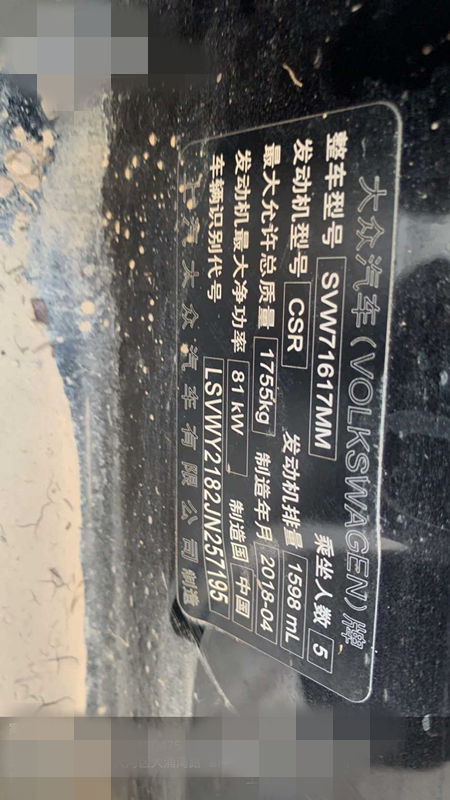 大众汽车(VOLKSWAGEN)牌
整车型号 SVW71617MM 乘坐人数 5
发动机型号 CSR 发动机排量 1598 mL
最大允许总质量 1755kg 制造年月 2018-04
发动机最大净功率 81kW 制造国 中国
车辆识别代号 LSVWY2182JN257195
上汽大众汽车有限公司制造